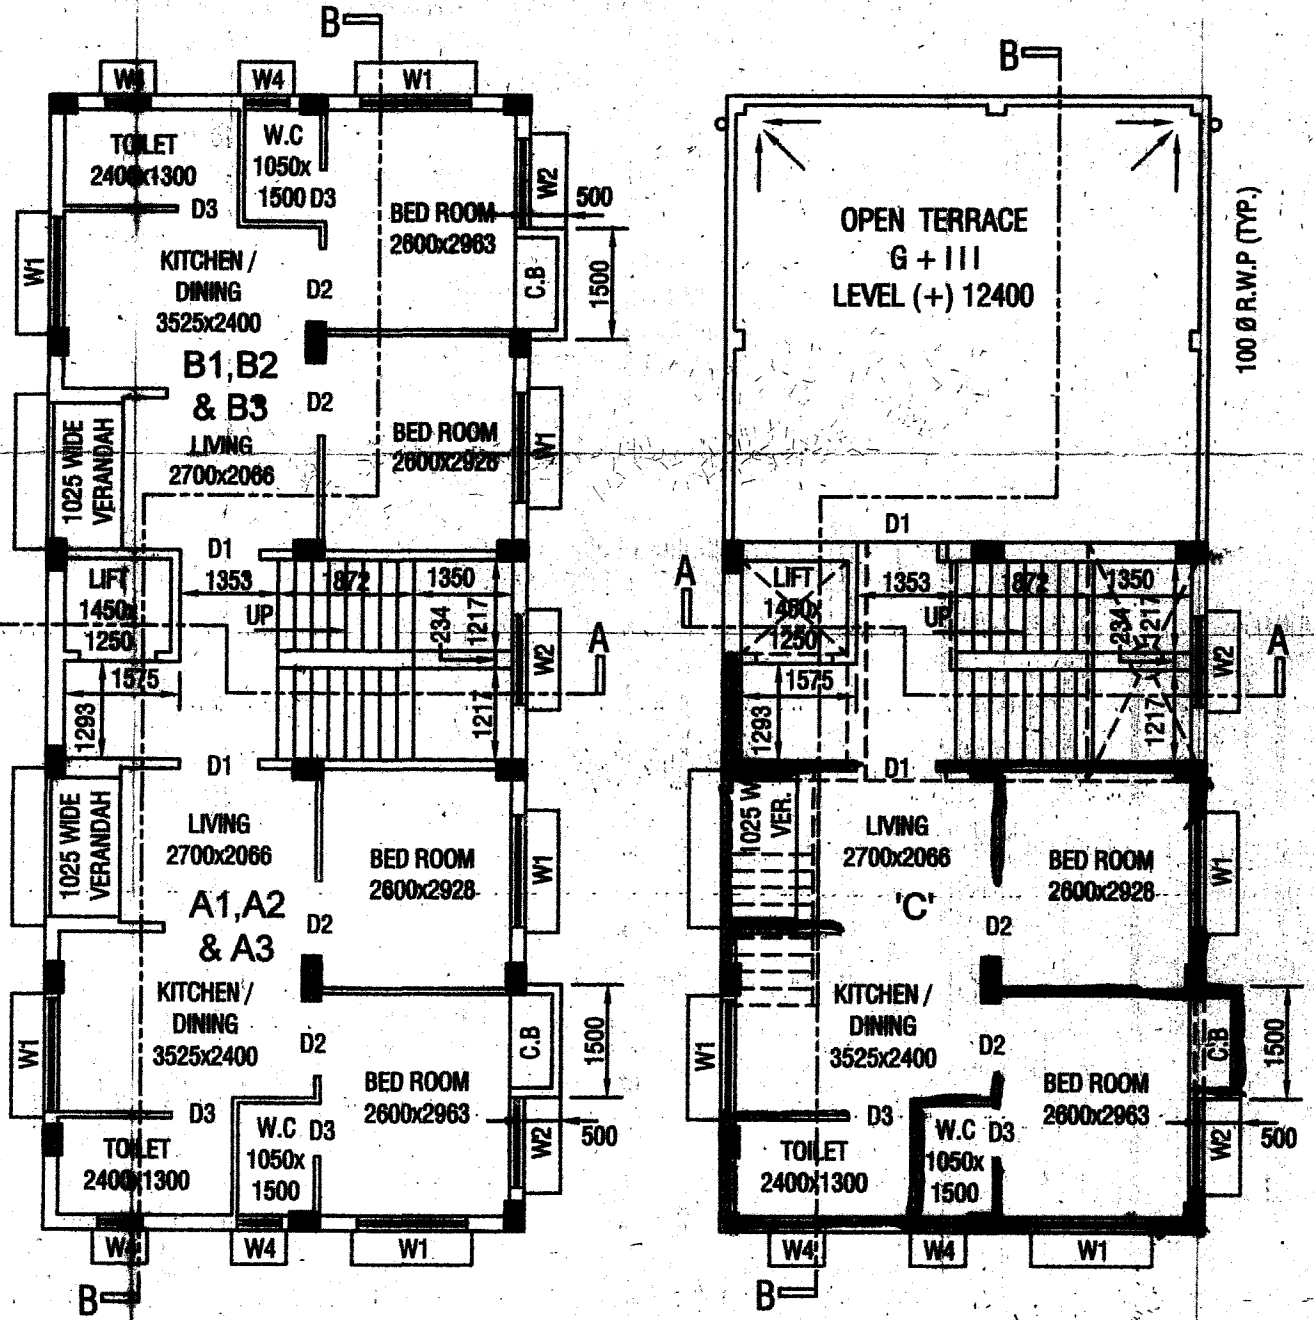 B
W4
W4
W1
TOILET
2400x1300
W.C
1050x
1500
D3
D3
BED ROOM
2600x2963
W2
500
W1
KITCHEN /
DINING
3525x2400
D2
C.B
1500
B1,B2
& B3
D2
LIVING
2700x2066
BED ROOM
2600x2928
W1
1025 WIDE
VERANDAH
D1
LIFT
1450x
1250
1353
1872
1350
UP
234
1217
W2
A
1575
1293
1217
D1
1025 WIDE
VERANDAH
LIVING
2700x2066
BED ROOM
2600x2928
W1
A1,A2
& A3
D2
KITCHEN /
DINING
3525x2400
D2
W1
C.B
1500
BED ROOM
2600x2963
D3
W.C
1050x
1500
D3
TOILET
2400x1300
W2
500
W4
W4
W1
B
B
OPEN TERRACE
G + III
LEVEL (+) 12400
100 Ø R.W.P (TYP.)
D1
A
LIFT
1450x
1250
1353
1872
1350
UP
234
1217
W2
A
1575
1293
1217
D1
1025 W
VER.
LIVING
2700x2066
BED ROOM
2600x2928
W1
'C'
D2
KITCHEN /
DINING
3525x2400
D2
W1
C.B
1500
BED ROOM
2600x2963
D3
W.C
1050x
1500
D3
TOILET
2400x1300
W2
500
W4
W4
W1
B